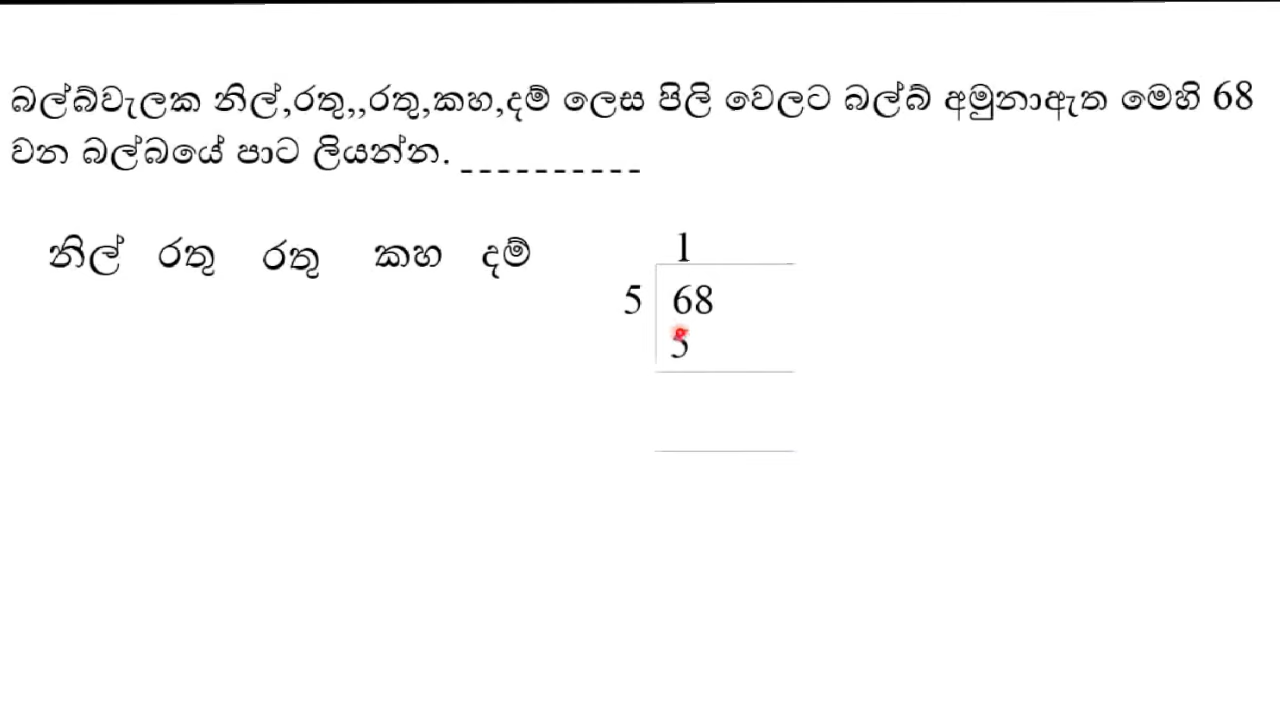 බල්බ්වැලක නිල්,රතු,,රතු,කහ,දම් ලෙස පිලි වෙලට බල්බ් අමුනාඇත මෙහි 68
වන බල්බයේ පාට ලියන්න. ----------
නිල් රතු රතු කහ දම්
1
5 68
5